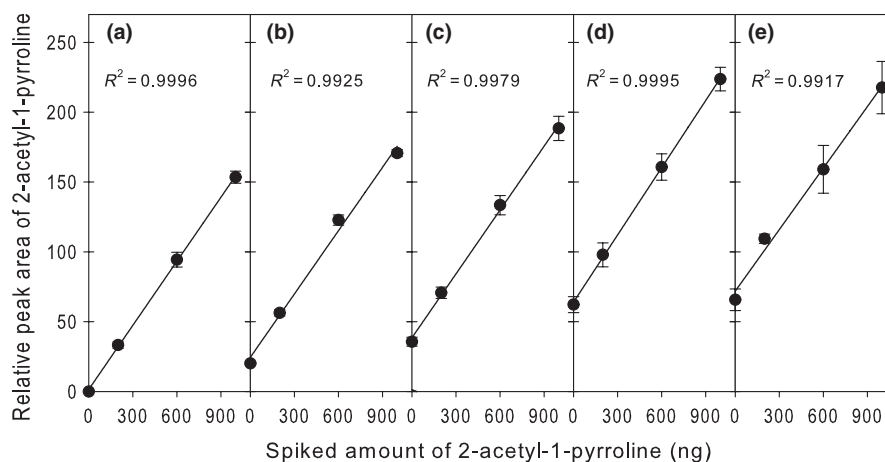 Relative peak area of 2-acetyl-1-pyrroline
250
200
150
100
50
0
(a)
R² = 0.9996
(b)
R² = 0.9925
(c)
R² = 0.9979
(d)
R² = 0.9995
(e)
R² = 0.9917
0 300 600 900 0 300 600 900 0 300 600 900 0 300 600 900 0 300 600 900
Spiked amount of 2-acetyl-1-pyrroline (ng)